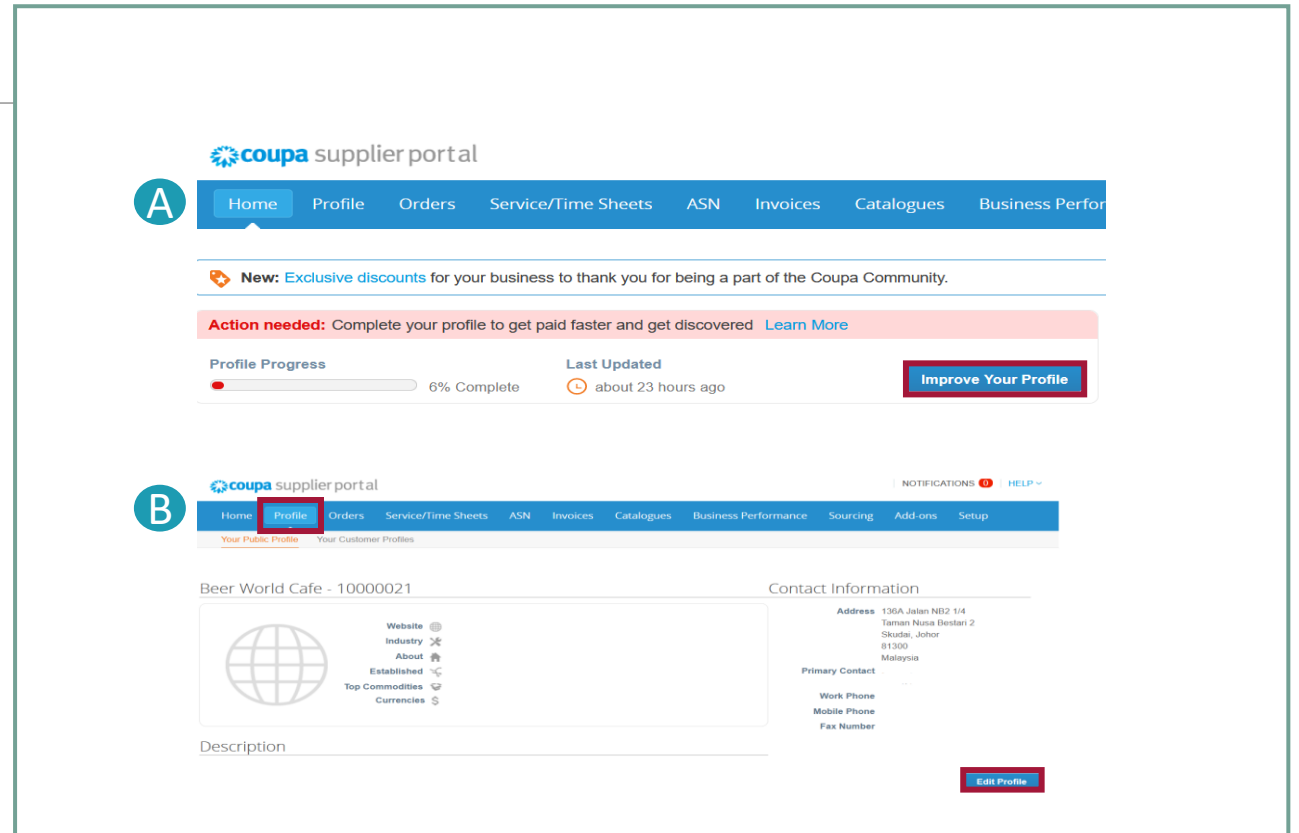 coupa supplier portal
A
Home Profile Orders Service/Time Sheets ASN Invoices Catalogues Business Perfor
New: Exclusive discounts for your business to thank you for being a part of the Coupa Community.
Action needed: Complete your profile to get paid faster and get discovered Learn More
Profile Progress Last Updated
6% Complete about 23 hours ago
Improve Your Profile
B
coupa supplier portal
NOTIFICATIONS 0 HELP
Home Profile Orders Service/Time Sheets ASN Invoices Catalogues Business Performance Sourcing Add-ons Setup
Your Public Profile Your Customer Profiles
Beer World Cafe - 10000021
Website
Industry
About
Established
Top Commodities
Currencies $
Description
Contact Information
Address 136A Jalan NB2 1/4
Taman Nusa Bestari 2
Skudai, Johor
81300
Malaysia
Primary Contact
Work Phone
Mobile Phone
Fax Number
Edit Profile